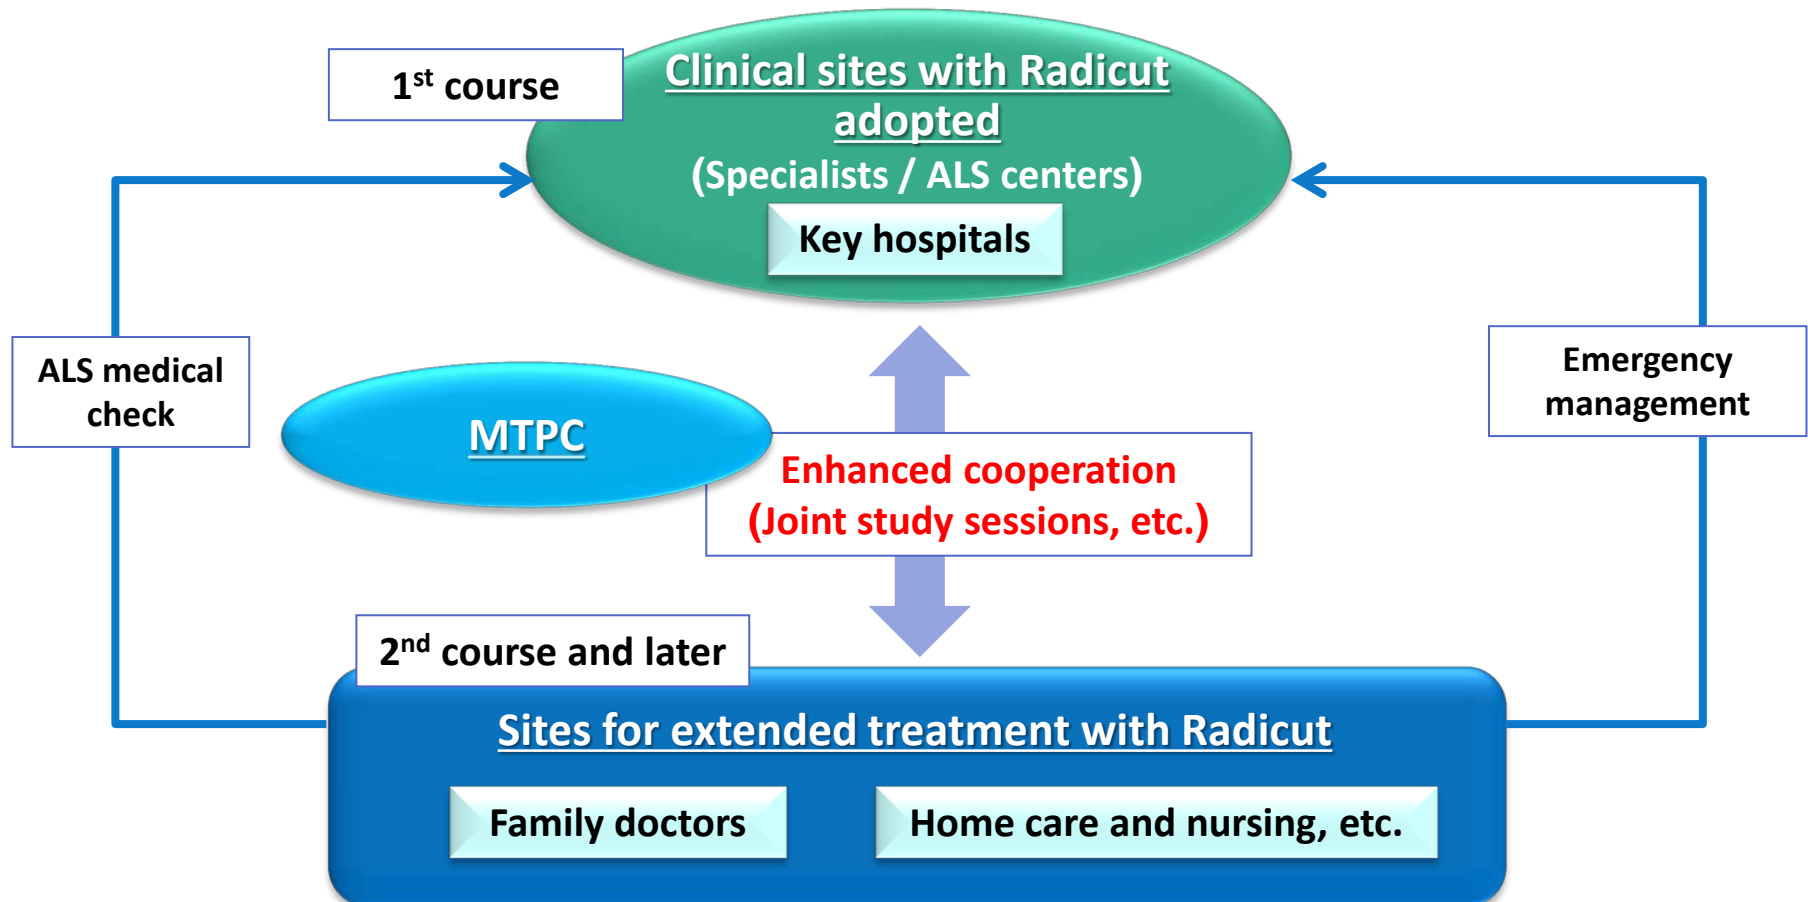 1st course
Clinical sites with Radicut
adopted
(Specialists / ALS centers)
Key hospitals
ALS medical
check
MTPC
Emergency
management
Enhanced cooperation
(Joint study sessions, etc.)
2nd course and later
Sites for extended treatment with Radicut
Family doctors
Home care and nursing, etc.